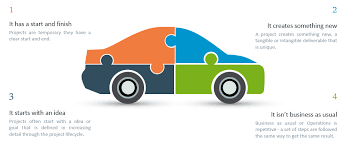 1
It has a start and finish
Projects are temporary they have a
clear start and end.
2
It creates something new
A project creates something new, a
tangible or intangible deliverable that
is unique.
3
It starts with an idea
Projects often start with a idea or
goal that is defined in increasing
detail through the project lifecycle.
4
It isn't business as usual
Business as usual or Operations is
repetitive - a set of steps are followed
the same way to get the same result.